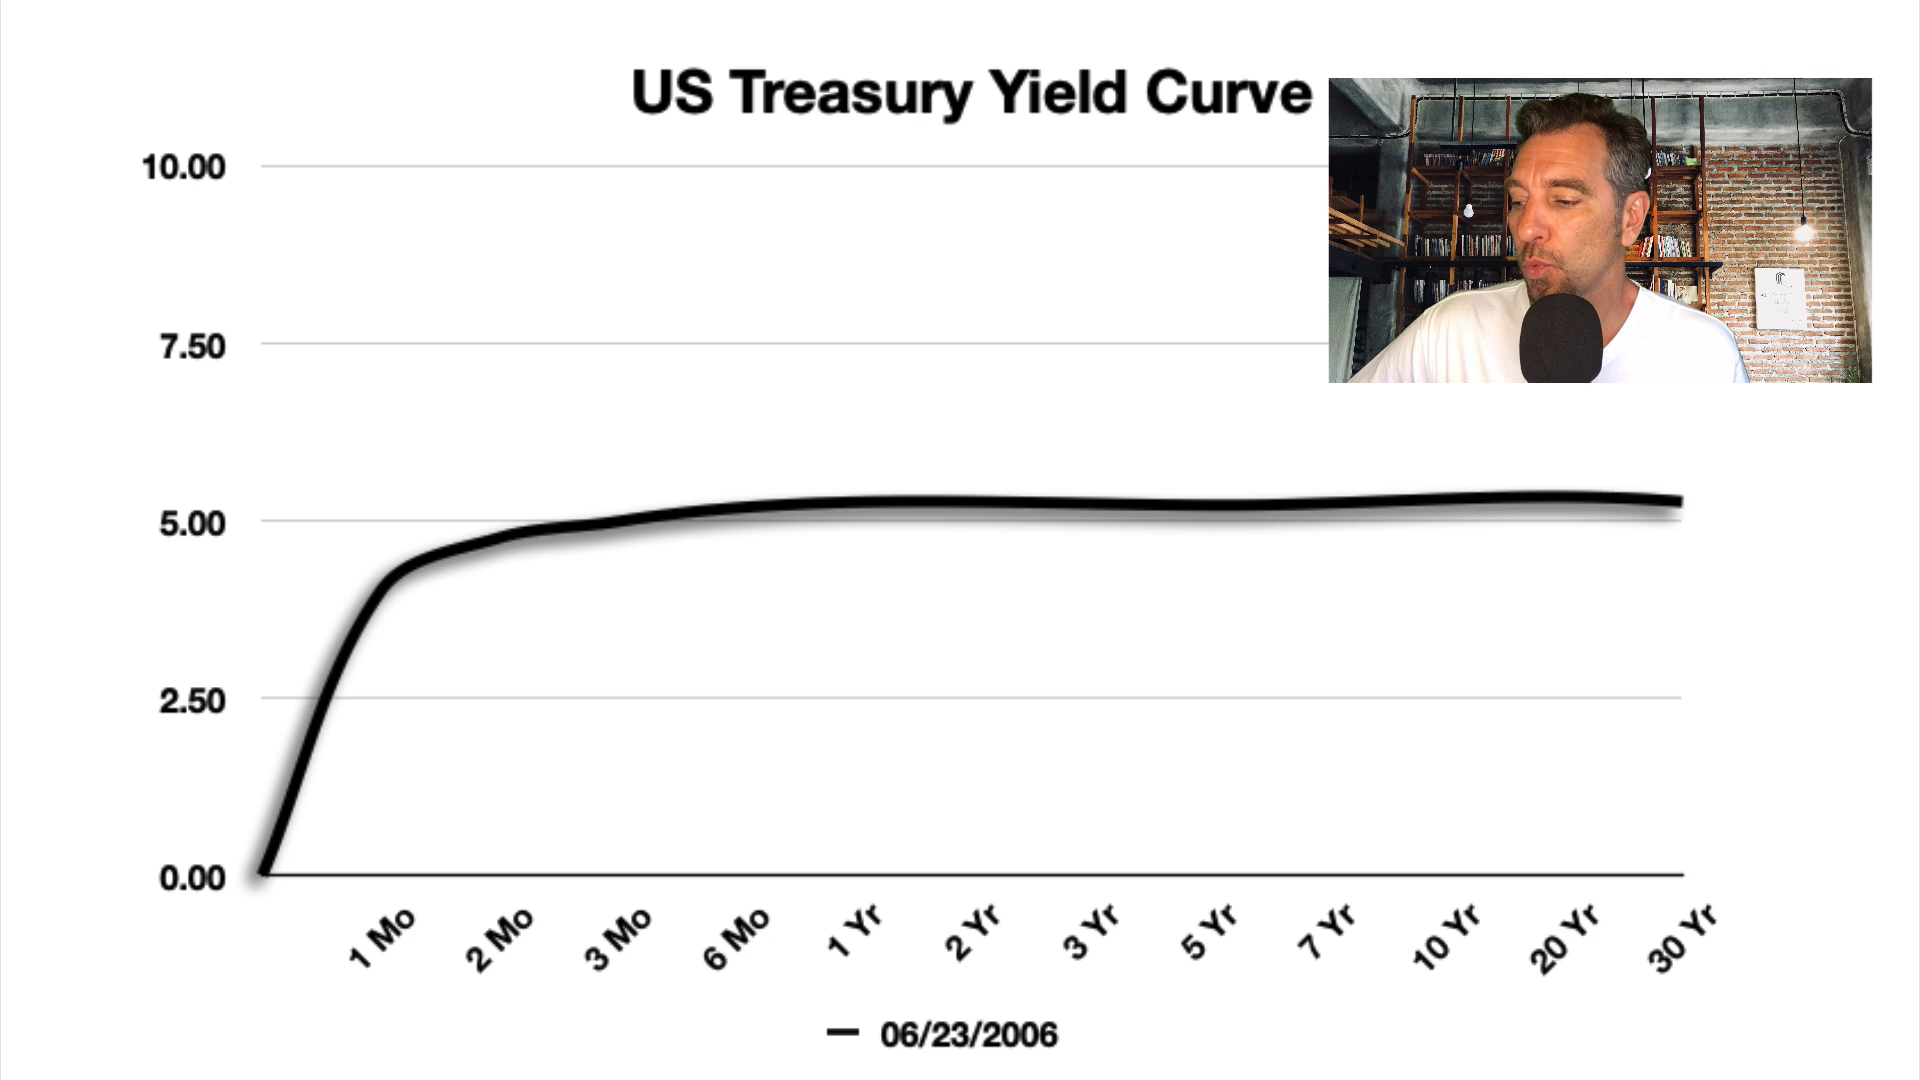 US Treasury Yield Curve
10.00
7.50
5.00
2.50
0.00
1 Mo
2 Mo
3 Mo
6 Mo
1 Yr
2 Yr
3 Yr
5 Yr
7 Yr
10 Yr
20 Yr
30 Yr
06/23/2006